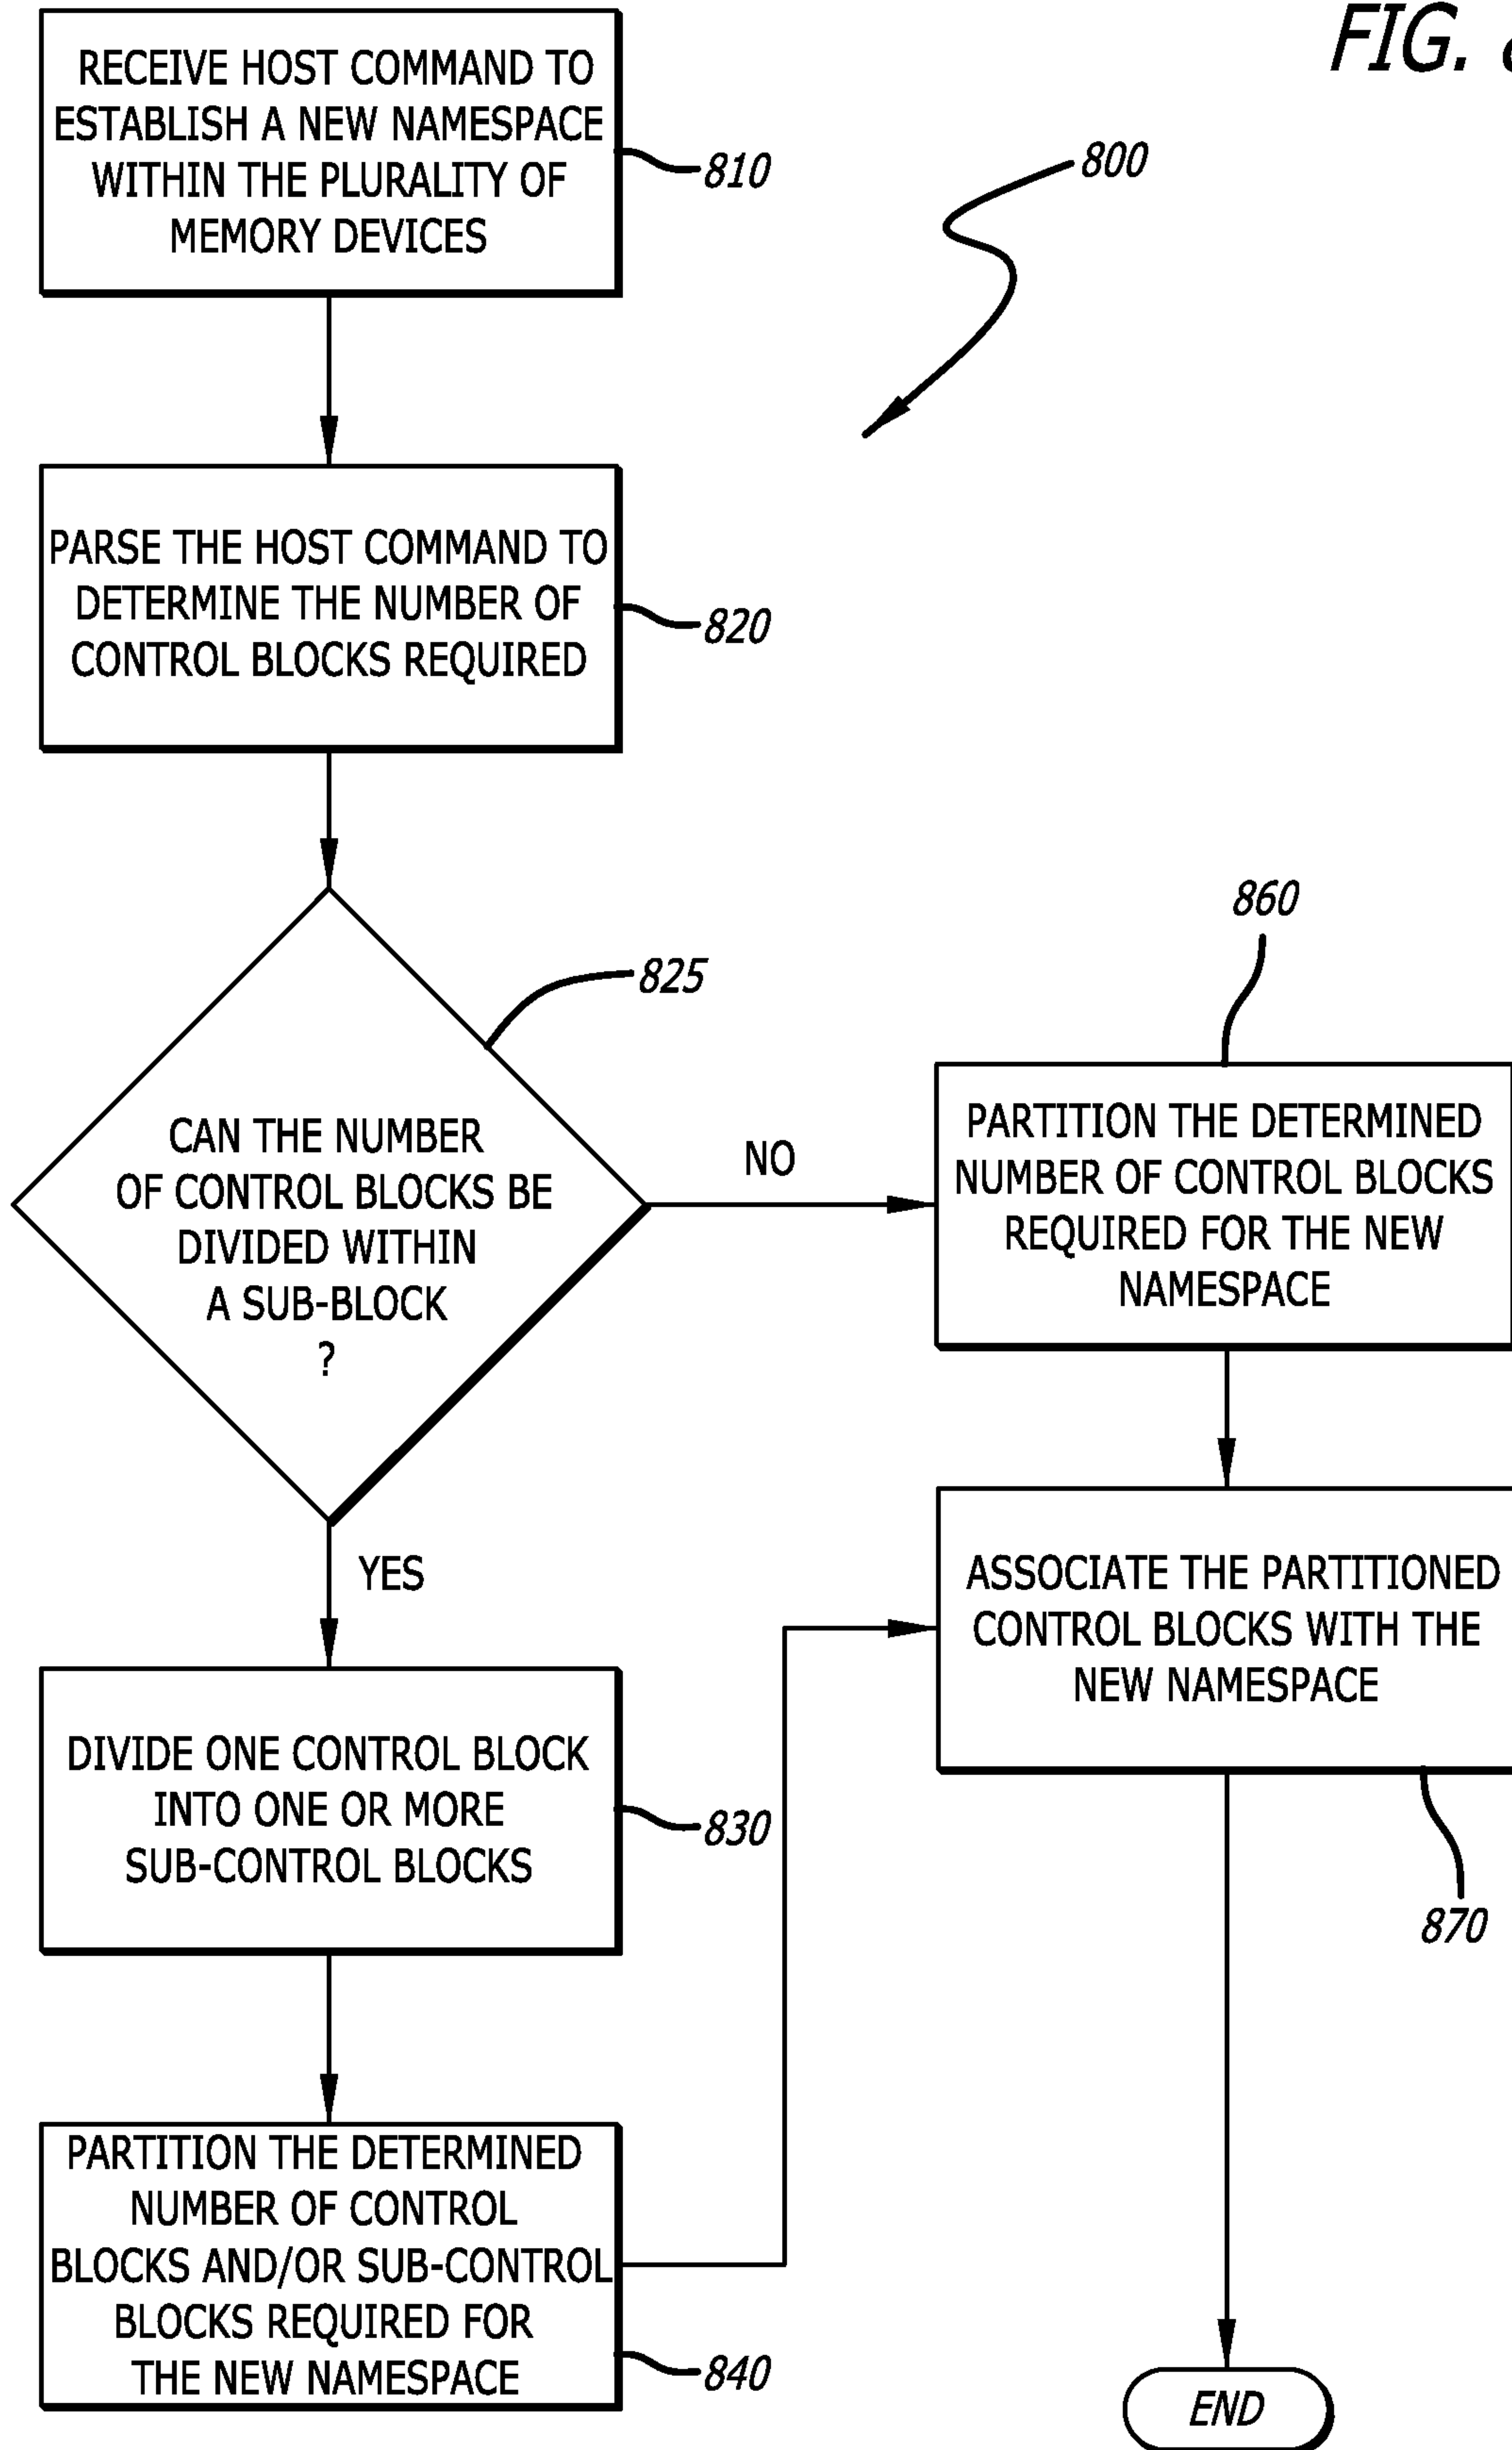 FIG.
RECEIVE HOST COMMAND TO
ESTABLISH A NEW NAMESPACE
WITHIN THE PLURALITY OF
MEMORY DEVICES
810
800
PARSE THE HOST COMMAND TO
DETERMINE THE NUMBER OF
CONTROL BLOCKS REQUIRED
820
825
CAN THE NUMBER
OF CONTROL BLOCKS BE
DIVIDED WITHIN
A SUB-BLOCK
?
NO
860
PARTITION THE DETERMINED
NUMBER OF CONTROL BLOCKS
REQUIRED FOR THE NEW
NAMESPACE
YES
ASSOCIATE THE PARTITIONED
CONTROL BLOCKS WITH THE
NEW NAMESPACE
870
DIVIDE ONE CONTROL BLOCK
INTO ONE OR MORE
SUB-CONTROL BLOCKS
830
PARTITION THE DETERMINED
NUMBER OF CONTROL
BLOCKS AND/OR SUB-CONTROL
BLOCKS REQUIRED FOR
THE NEW NAMESPACE
840
END